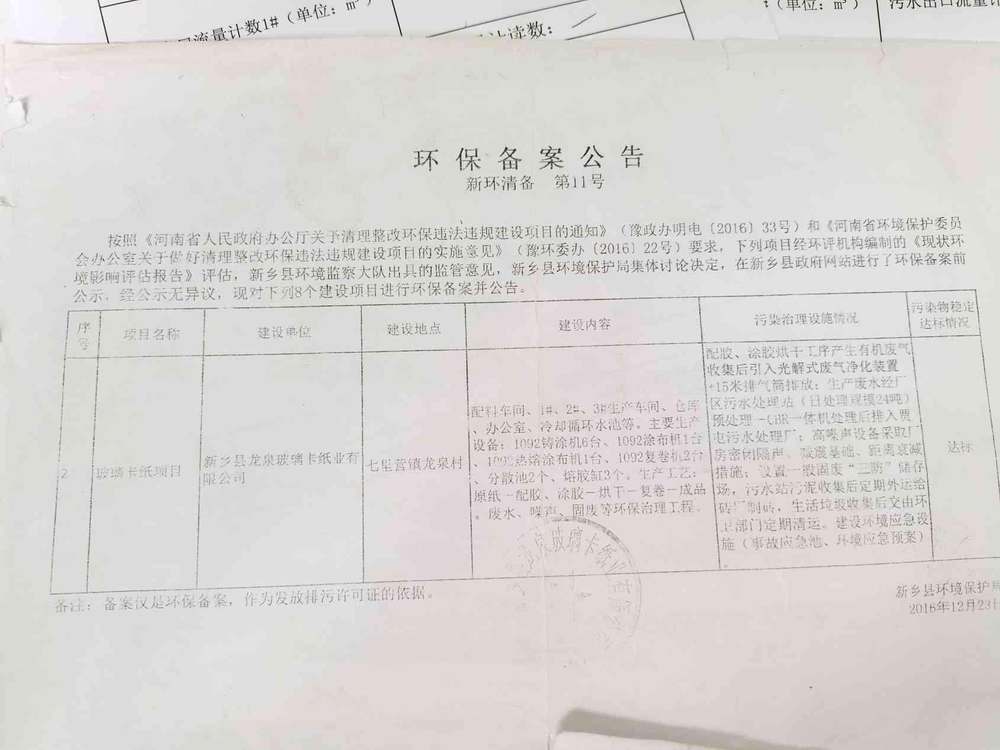 流量计数1#（单位：m³）
读数：
t（单位：m³）
污水出口流量计
环保备案公告
新环清备 第11号
按照《河南省人民政府办公厅关于清理整改环保违法违规建设项目的通知》（豫政办明电〔2016〕33号）和《河南省环境保护委员
会办公室关于做好清理整改环保违法违规建设项目的实施意见》（豫环委办〔2016〕22号）要求，下列项目经环评机构编制的《现状环
境影响评估报告》评估，新乡县环境监察大队出具的监管意见，新乡县环境保护局集体讨论决定，在新乡县政府网站进行了环保备案前
公示，经公示无异议，现对下列8个建设项目进行环保备案并公告。
序号
项目名称
建设单位
建设地点
建设内容
污染治理设施情况
污染物稳定
达标情况
2
玻璃卡纸项目
新乡县龙泉玻璃卡纸业有
限公司
七里营镇龙泉村
配料车间、1#、2#、3#生产车间、仓库
、办公室、冷却循环水池等。主要生产
设备：1092铸涂机6台、1092涂布机1台
、1092热熔涂布机1台、1092复卷机2台
、分散池2个、熔胶缸3个。生产工艺：
原纸－配胶、涂胶－烘干－复卷－成品
。废水、噪声、固废等环保治理工程。
配胶、涂胶烘干工序产生有机废气
收集后引入光解式废气净化装置
+15米排气筒排放；生产废水经厂
区污水处理站（日处理规模24吨）
预处理－CBR一体机处理后排入贾
屯污水处理厂；高噪声设备采取厂
房密闭隔声、减震基础、距离衰减
措施；设置一般固废“三防”储存
场，污水站污泥收集后定期外运给
砖厂制砖，生活垃圾收集后交由环
卫部门定期清运。建设环境应急设
施（事故应急池、环境应急预案）
。
达标
备注：备案仅是环保备案，作为发放排污许可证的依据。
新乡县环境保护局
2016年12月23日
龙泉玻璃卡纸业有限公司